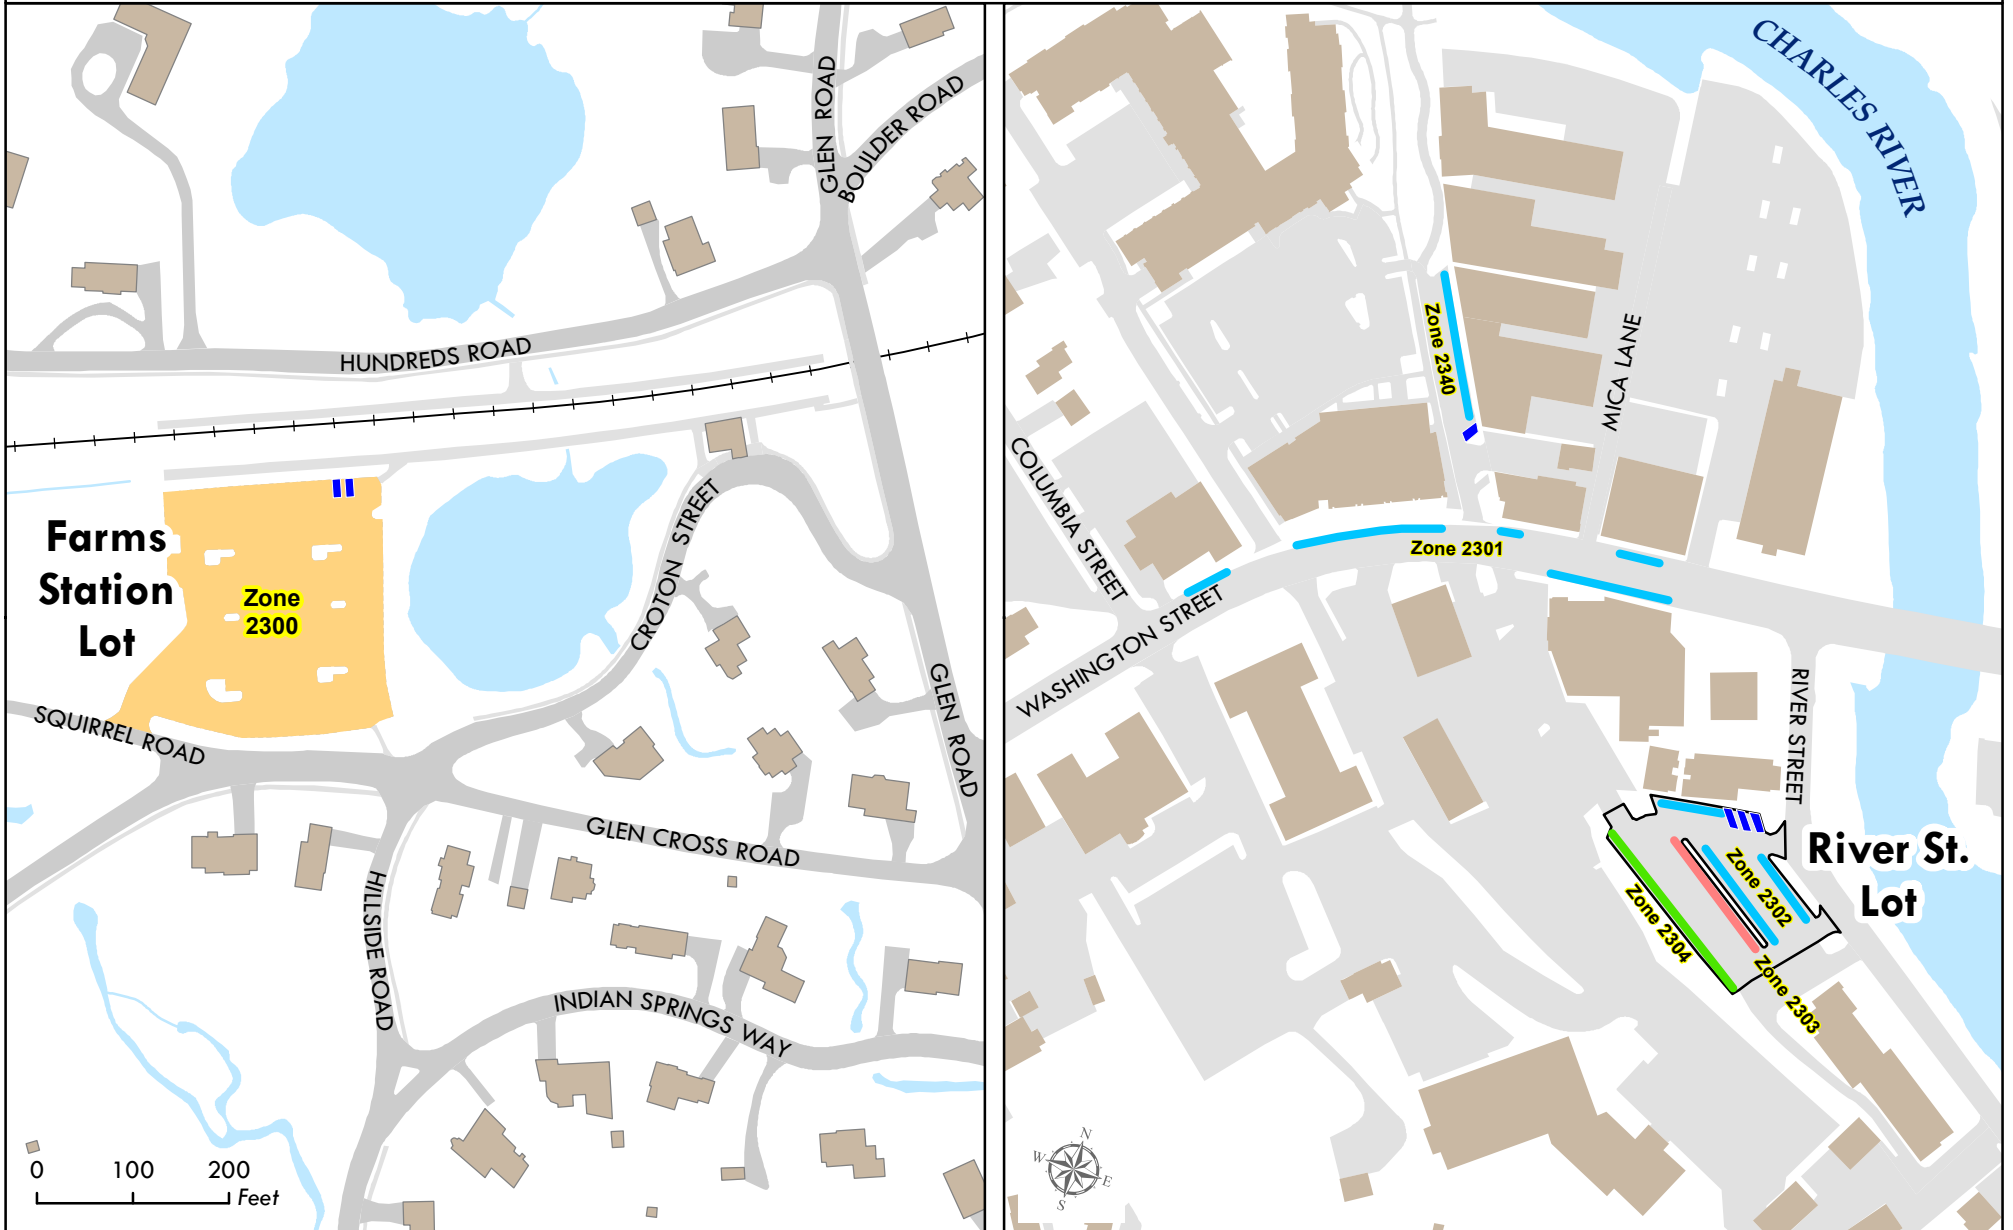 GLEN ROAD
BOULDER ROAD
HUNDREDS ROAD
Farms
Station
Lot
Zone
2300
CROTON STREET
SQUIRREL ROAD
GLEN ROAD
GLEN CROSS ROAD
HILLSIDE ROAD
INDIAN SPRINGS WAY
0 100 200
Feet
CHARLES RIVER
Zone 2340
MICA LANE
COLUMBIA STREET
Zone 2301
WASHINGTON STREET
RIVER STREET
River St.
Lot
Zone 2302
Zone 2304
Zone 2303
N
W
E
S